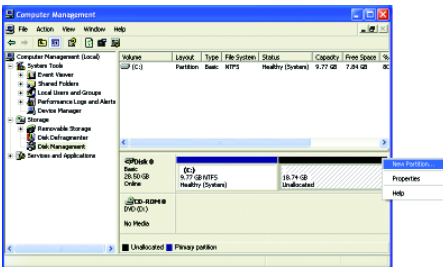 Computer Management
File Action View Window Help
Computer Management (Local)
System Tools
Event Viewer
Shared Folders
Local Users and Groups
Performance Logs and Alerts
Device Manager
Storage
Removable Storage
Disk Defragmenter
Disk Management
Services and Applications
Volume Layout Type File System Status Capacity Free Space %
(C:) Partition Basic NTFS Healthy (System) 9.77 GB 7.84 GB 80
Disk 0
Basic
28.50 GB
Online
(C:)
9.77 GB NTFS
Healthy (System)
18.74 GB
Unallocated
CD-ROM 0
DVD (D:)
No Media
Unallocated Primary partition
New Partition...
Properties
Help